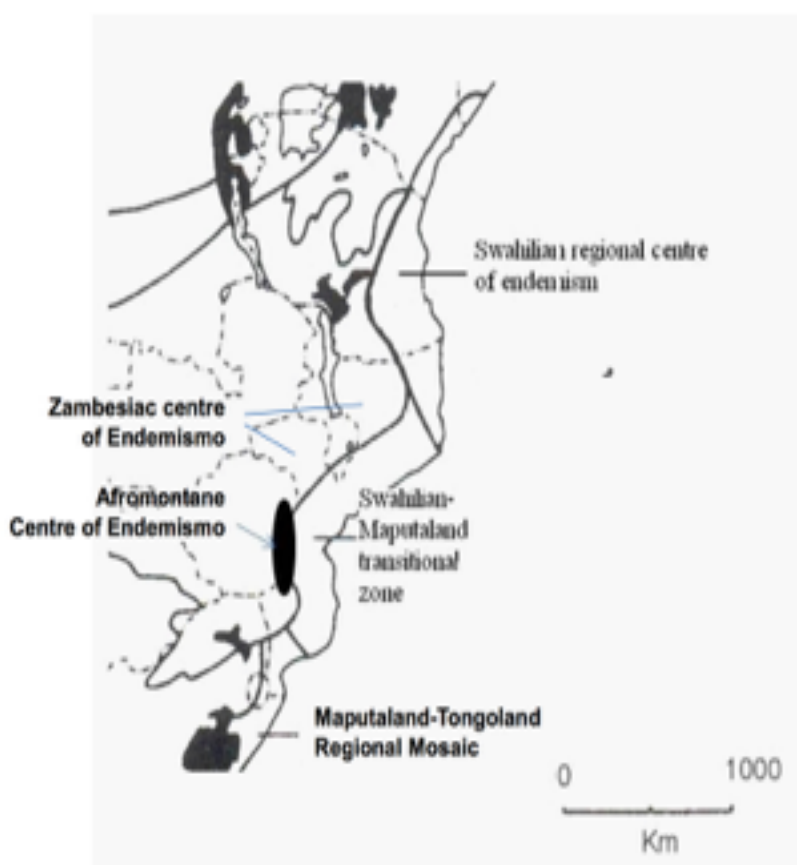 Swahilian regional centre
of endemism
Zambesiac centre
of Endemismo
Afromontane
Centre of Endemismo
Swahilian-
Maputaland
transitional
zone
Maputaland-Tongoland
Regional Mosaic
0 1000
Km